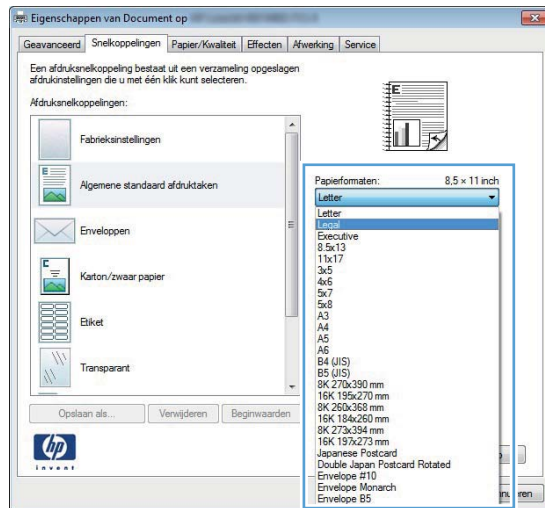 Eigenschappen van Document op
Geavanceerd Snelkoppelingen Papier/Kwaliteit Effecten Afwerking Service
Een afdruksnelkoppeling bestaat uit een verzameling opgeslagen
afdrukinstellingen die u met één klik kunt selecteren.
Afdruksnelkoppelingen:
Fabrieksinstellingen
Algemene standaard afdruktaken
Enveloppen
Karton/zwaar papier
Etiket
Transparant
Opslaan als... Verwijderen Beginwaarden
hp
invent
E
E
C
Papierformaten: 8,5 × 11 inch
Letter
Letter
Legal
Executive
8.5x13
11x17
3x5
4x6
5x7
5x8
A3
A4
A5
A6
B4 (JIS)
B5 (JIS)
8K 270x390 mm
16K 195x270 mm
8K 260x368 mm
16K 184x260 mm
8K 273x394 mm
16K 197x273 mm
Japanese Postcard
Double Japan Postcard Rotated
Envelope #10
Envelope Monarch
Envelope B5